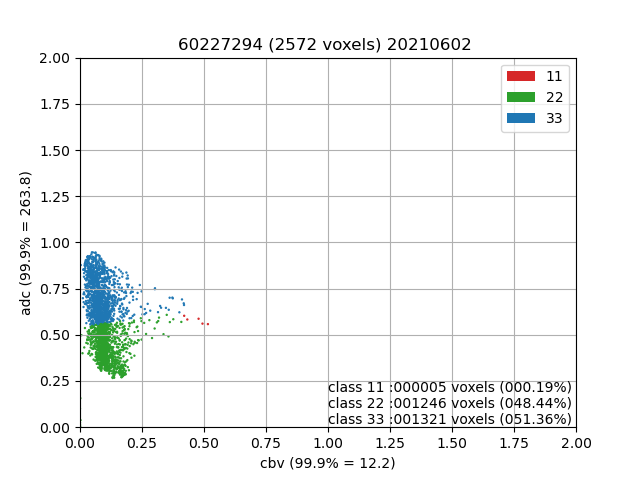 60227294 (2572 voxels) 20210602
2.00
1.75
1.50
1.25
1.00
0.75
0.50
0.25
0.00
adc (99.9% = 263.8)
11
22
33
class 11 :000005 voxels (000.19%)
class 22 :001246 voxels (048.44%)
class 33 :001321 voxels (051.36%)
0.00 0.25 0.50 0.75 1.00 1.25 1.50 1.75 2.00
cbv (99.9% = 12.2)